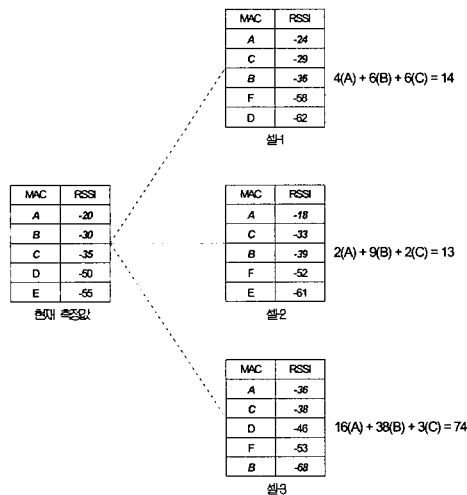 MAC RSSI
A -24
C -29
B -36
F -58
D -62
4(A) + 6(B) + 6(C) = 14
셀-1
MAC RSSI
A -20
B -30
C -35
D -50
E -55
현재 측정값
MAC RSSI
A -18
C -33
B -39
F -52
E -61
2(A) + 9(B) + 2(C) = 13
셀-2
MAC RSSI
A -36
C -38
D -46
F -53
B -68
16(A) + 38(B) + 3(C) = 74
셀-3